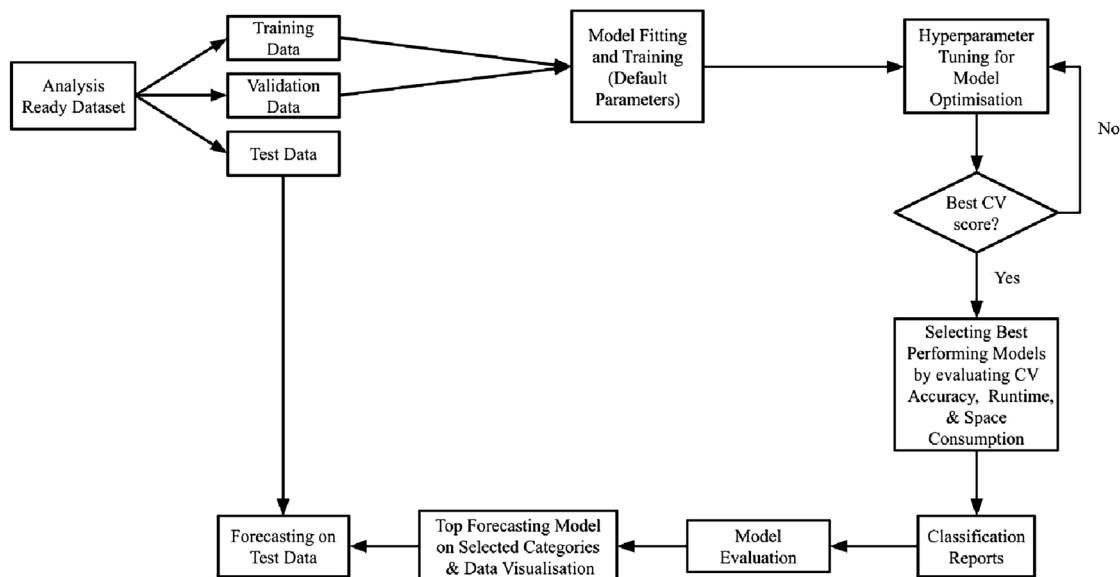 Analysis
Ready Dataset
Training
Data
Validation
Data
Test Data
Model Fitting
and Training
(Default
Parameters)
Hyperparameter
Tuning for
Model
Optimisation
No
Best CV
score?
Yes
Selecting Best
Performing Models
by evaluating CV
Accuracy, Runtime,
& Space
Consumption
Classification
Reports
Model
Evaluation
Top Forecasting Model
on Selected Categories
& Data Visualisation
Forecasting on
Test Data